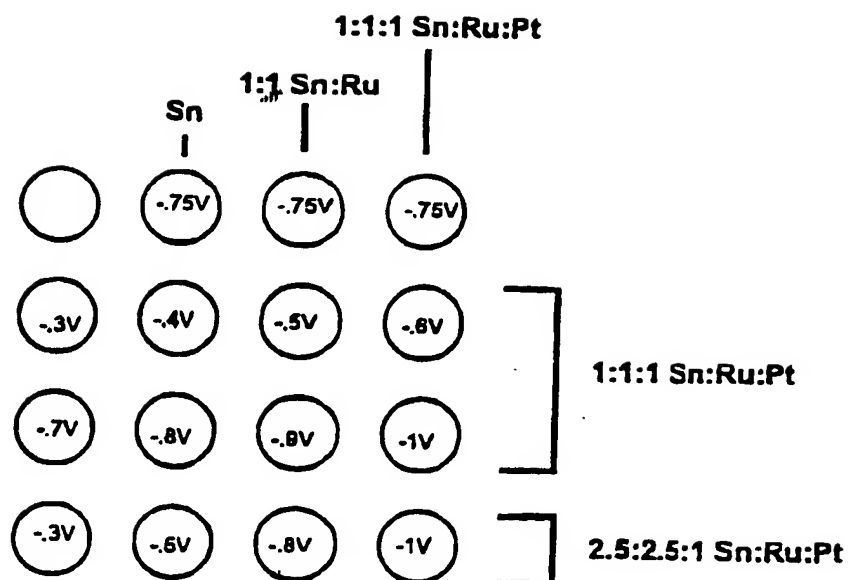 1:1:1 Sn:Ru:Pt
1:1 Sn:Ru
Sn
-.75V -.75V -.75V
-.3V -.4V -.5V -.6V
1:1:1 Sn:Ru:Pt
-.7V -.8V -.9V -1V
-.3V -.6V -.8V -1V
2.5:2.5:1 Sn:Ru:Pt